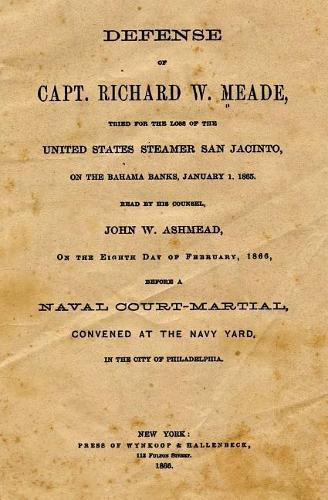 DEFENSE
OF
CAPT. RICHARD W. MEADE,
TRIED FOR THE LOSS OF THE
UNITED STATES STEAMER SAN JACINTO,
ON THE BAHAMA BANKS, JANUARY 1, 1865.
READ BY HIS COUNSEL,
JOHN W. ASHMEAD,
ON THE EIGHTH DAY OF FEBRUARY, 1866,
BEFORE A
NAVAL COURT-MARTIAL,
CONVENED AT THE NAVY YARD,
IN THE CITY OF PHILADELPHIA.
NEW YORK:
PRESS OF WYNKOOP & HALLENBECK,
113 FULTON STREET.
1866.